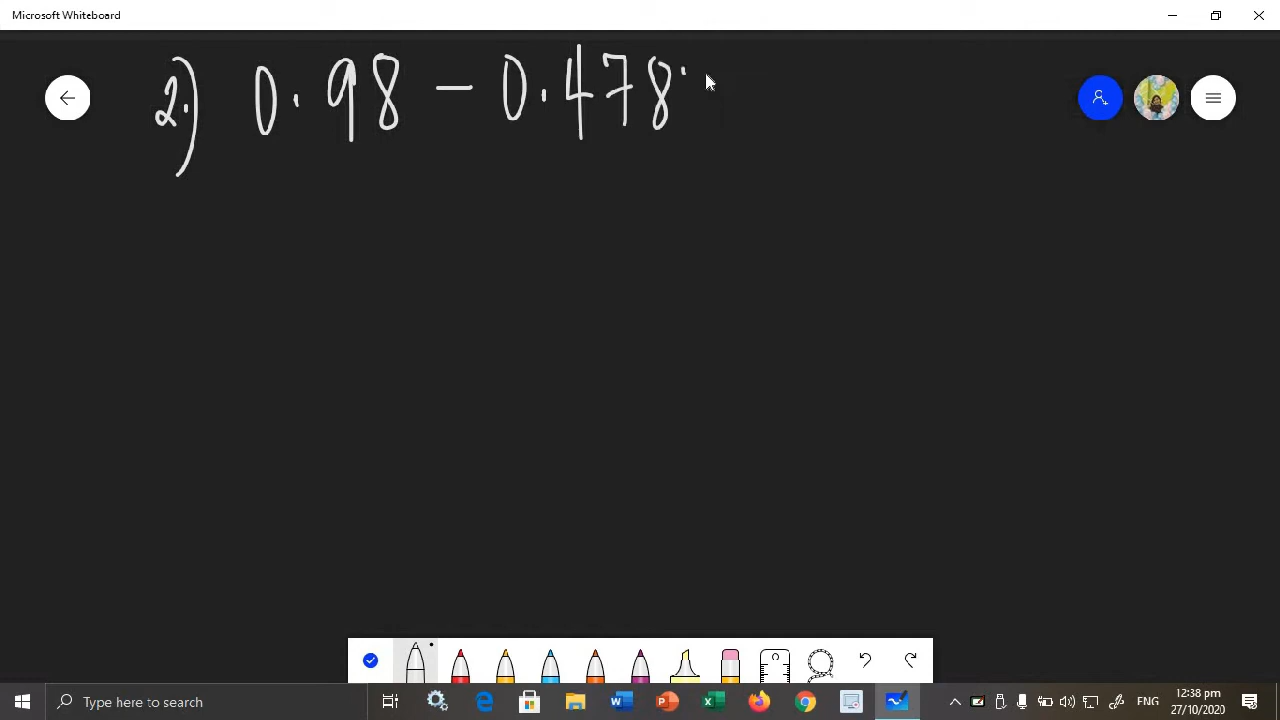 Microsoft Whiteboard
2.) 0.98 - 0.478
Type here to search
ENG
12:38 pm
27/10/2020